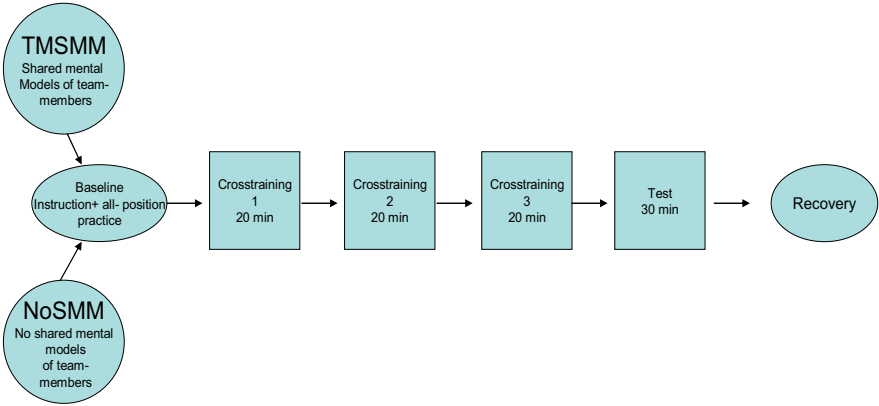 TMSMM
Shared mental
Models of team-
members
Baseline
Instruction+ all- position
practice
Crosstraining
1
20 min
Crosstraining
2
20 min
Crosstraining
3
20 min
Test
30 min
Recovery
NoSMM
No shared mental
models
of team-
members